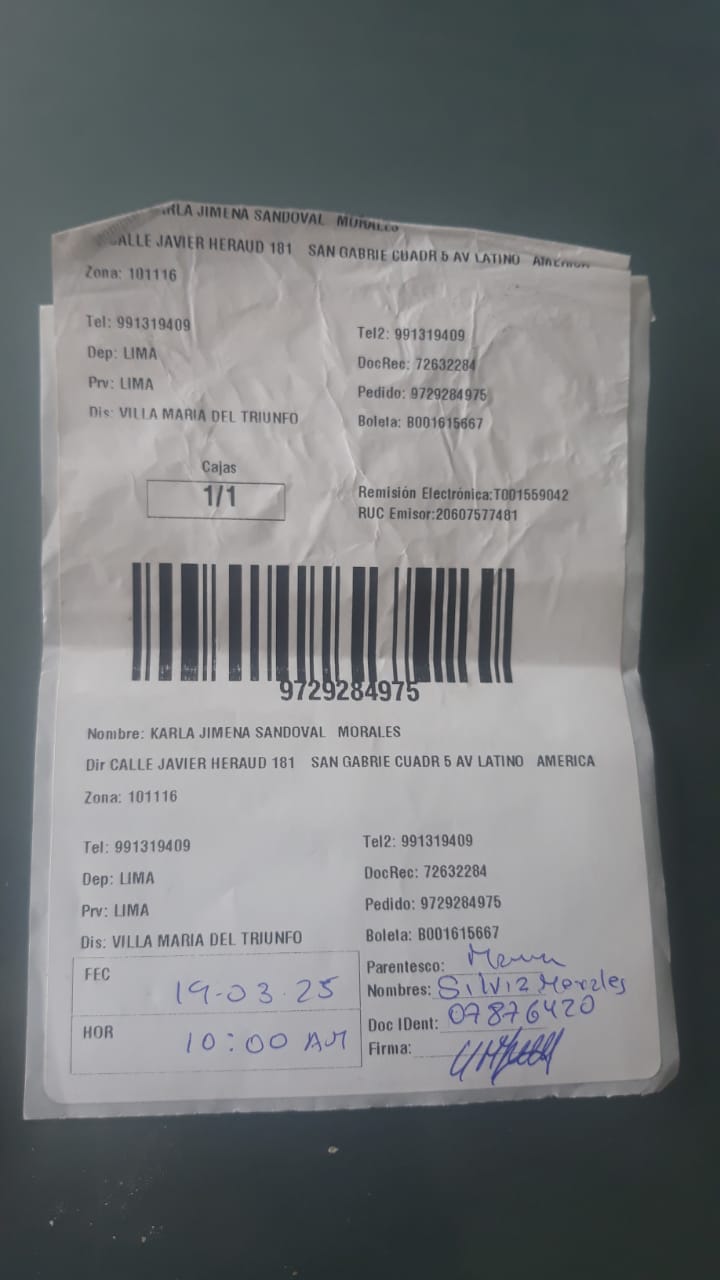 KARLA JIMENA SANDOVAL MORALES
CALLE JAVIER HERAUD 181 SAN GABRIE CUADR 5 AV LATINO AMERICA
Zona: 101116
Tel: 991319409
Tel2: 991319409
Dep: LIMA
DocRec: 72632284
Prv: LIMA
Pedido: 9729284975
Dis: VILLA MARIA DEL TRIUNFO
Boleta: B001615667
Cajas
1/1
Remisión Electrónica:T001559042
RUC Emisor:20607577481
9729284975
Nombre: KARLA JIMENA SANDOVAL MORALES
Dir CALLE JAVIER HERAUD 181 SAN GABRIE CUADR 5 AV LATINO AMERICA
Zona: 101116
Tel: 991319409
Tel2: 991319409
Dep: LIMA
DocRec: 72632284
Prv: LIMA
Pedido: 9729284975
Dis: VILLA MARIA DEL TRIUNFO
Boleta: B001615667
FEC 19-03-25
HOR 10:00 AM
Parentesco:
Nombres: Silvia Morales
Doc IDent: 07876420
Firma: